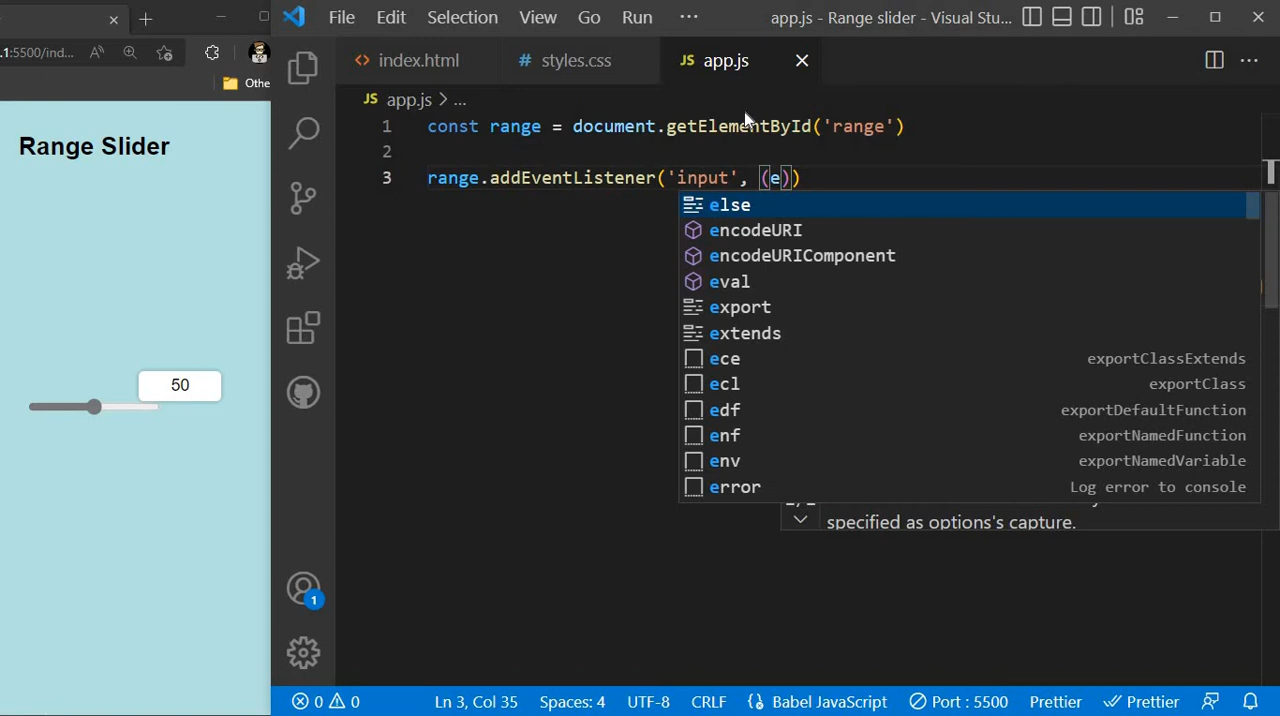 .1:5500/ind...
Othe
Range Slider
50
File Edit Selection View Go Run ··· app.js - Range slider - Visual Stu...
index.html styles.css JS app.js
JS app.js > ...
1 const range = document.getElementById('range')
2
3 range.addEventListener('input', (e))
else
encodeURI
encodeURIComponent
eval
export
extends
ece exportClassExtends
ecl exportClass
edf exportDefaultFunction
enf exportNamedFunction
env exportNamedVariable
error Log error to console
specified as options's capture.
1
0 0 Ln 3, Col 35 Spaces: 4 UTF-8 CRLF {} Babel JavaScript Port : 5500 Prettier Prettier